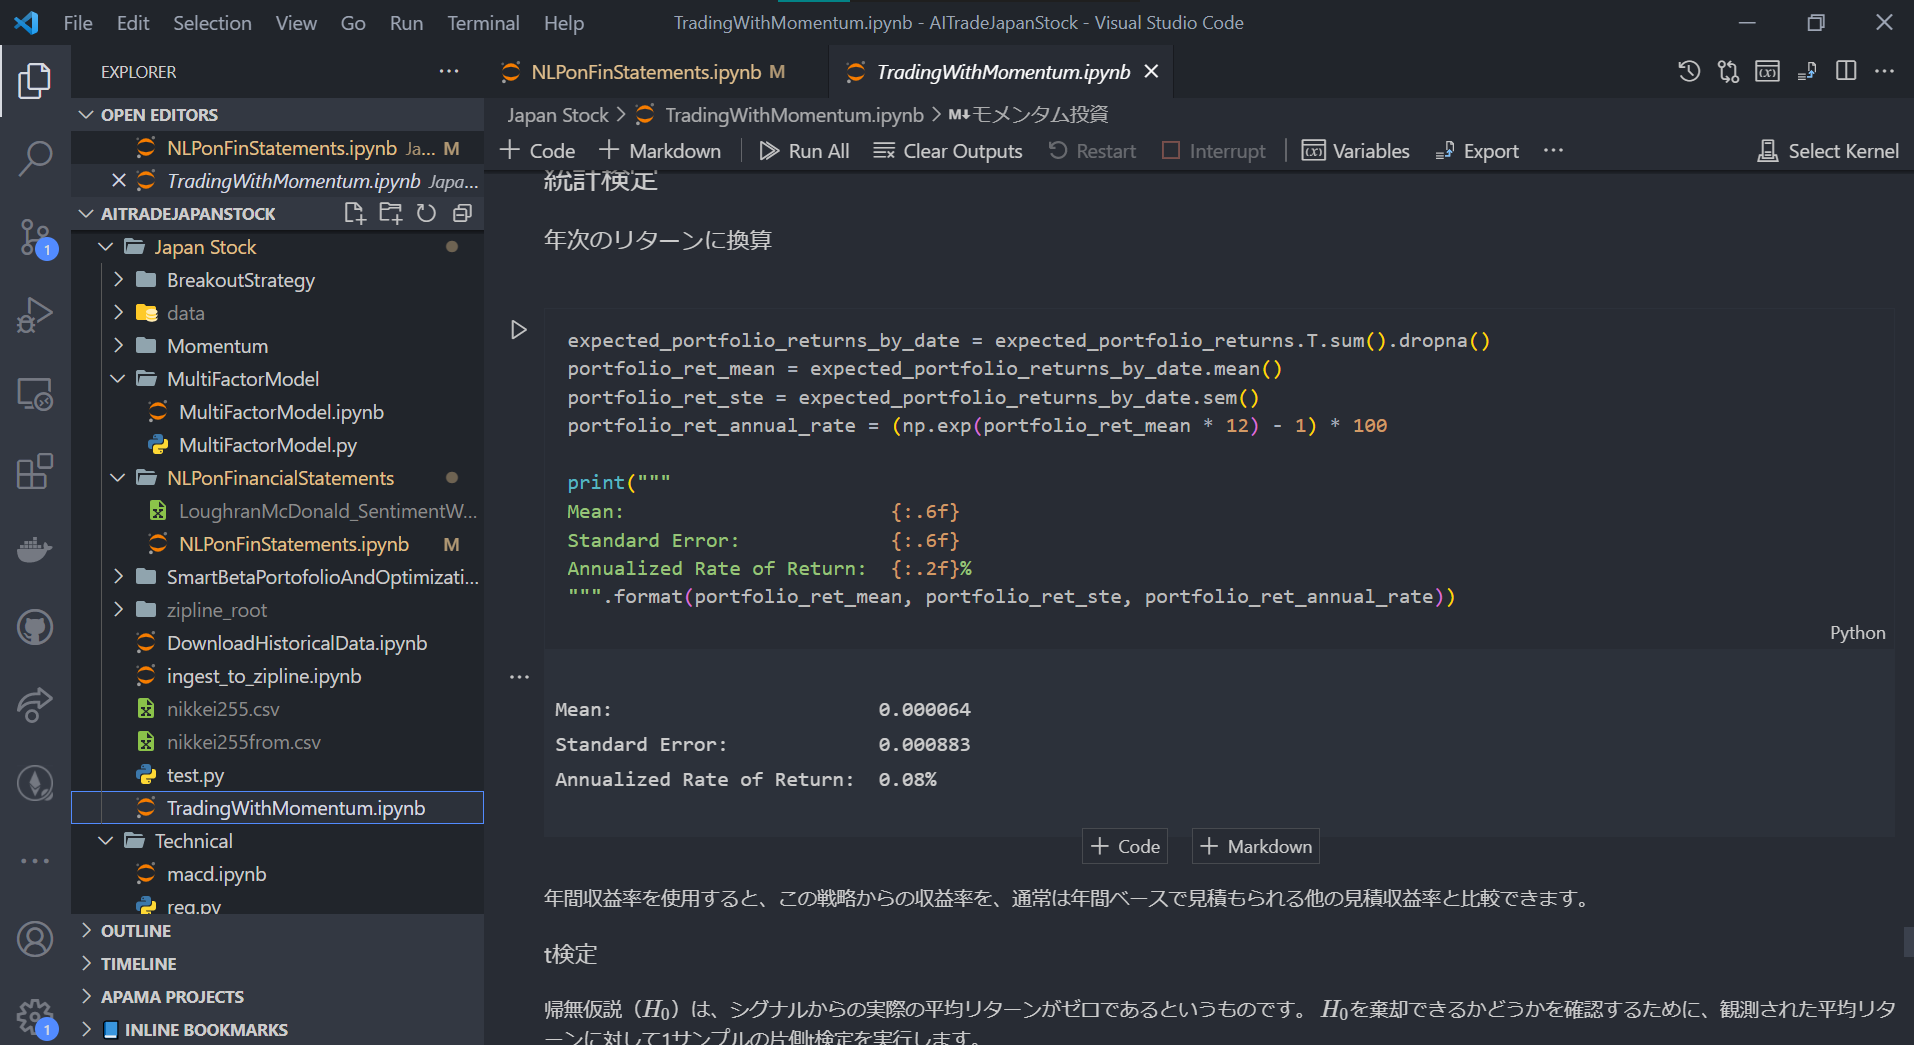 File Edit Selection View Go Run Terminal Help
TradingWithMomentum.ipynb - AITradeJapanStock - Visual Studio Code
EXPLORER
OPEN EDITORS
NLPonFinStatements.ipynb Ja... M
TradingWithMomentum.ipynb Japa...
AITRADEJAPANSTOCK
Japan Stock
BreakoutStrategy
data
Momentum
MultiFactorModel
MultiFactorModel.ipynb
MultiFactorModel.py
NLPonFinancialStatements
LoughranMcDonald_SentimentW...
NLPonFinStatements.ipynb M
SmartBetaPortofolioAndOptimizati...
zipline_root
DownloadHistoricalData.ipynb
ingest_to_zipline.ipynb
nikkei255.csv
nikkei255from.csv
test.py
TradingWithMomentum.ipynb
Technical
macd.ipynb
reg.py
OUTLINE
TIMELINE
APAMA PROJECTS
INLINE BOOKMARKS
1
1
NLPonFinStatements.ipynb M
TradingWithMomentum.ipynb
Japan Stock > TradingWithMomentum.ipynb > M↓モメンタム投資
Code Markdown Run All Clear Outputs Restart Interrupt Variables Export Select Kernel
統計検定
年次のリターンに換算
expected_portfolio_returns_by_date = expected_portfolio_returns.T.sum().dropna()
portfolio_ret_mean = expected_portfolio_returns_by_date.mean()
portfolio_ret_ste = expected_portfolio_returns_by_date.sem()
portfolio_ret_annual_rate = (np.exp(portfolio_ret_mean * 12) - 1) * 100
print("""
Mean: {:.6f}
Standard Error: {:.6f}
Annualized Rate of Return: {:.2f}%
""".format(portfolio_ret_mean, portfolio_ret_ste, portfolio_ret_annual_rate))
Python
Mean: 0.000064
Standard Error: 0.000883
Annualized Rate of Return: 0.08%
Code Markdown
年間収益率を使用すると、この戦略からの収益率を、通常は年間ベースで見積もられる他の見積収益率と比較できます。
t検定
帰無仮説（H₀）は、シグナルからの実際の平均リターンがゼロであるというものです。 H₀を棄却できるかどうかを確認するために、観測された平均リタ
ーンに対して1サンプルの片側t検定を実行します。